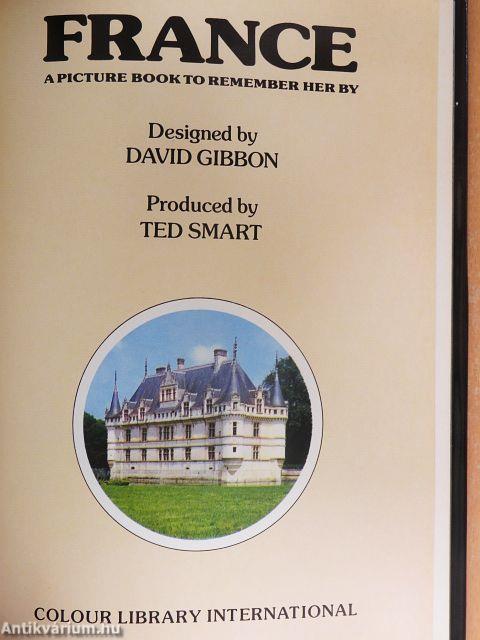 FRANCE
A PICTURE BOOK TO REMEMBER HER BY
Designed by
DAVID GIBBON
Produced by
TED SMART
COLOUR LIBRARY INTERNATIONAL
Antikvárium.hu